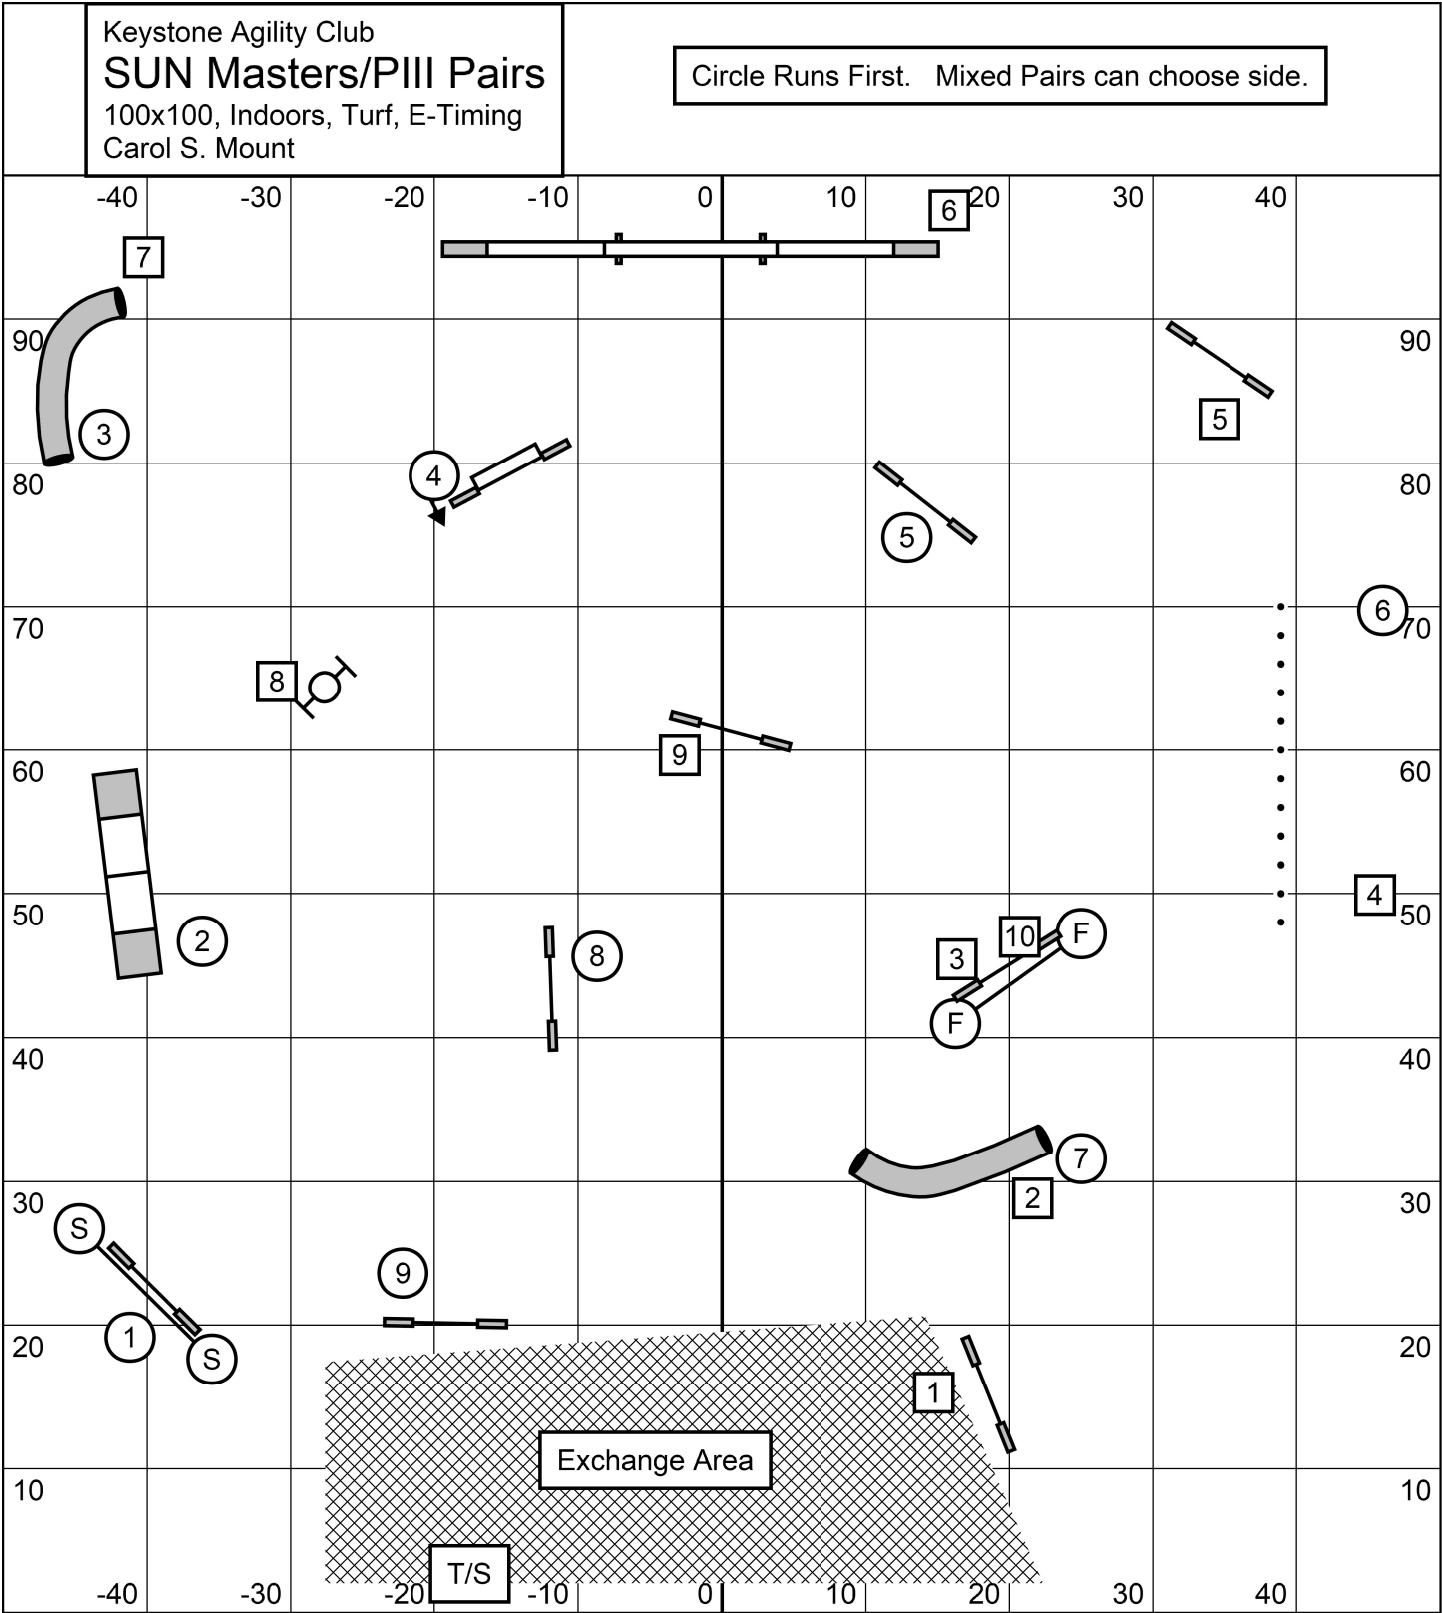 Keystone Agility Club
SUN Masters/PIII Pairs
100x100, Indoors, Turf, E-Timing
Carol S. Mount
Circle Runs First. Mixed Pairs can choose side.
-40 -30 -20 -10 0 10 20 30 40
6
7
90 90
5
3
4
80 80
5
6
70 70
8
9
60 60
4
50 50
2
8
10
F
3
F
40 40
7
2
30 30
S
9
1
20 20
S
1
Exchange Area
10 10
T/S
-40 -30 -20 -10 0 10 20 30 40